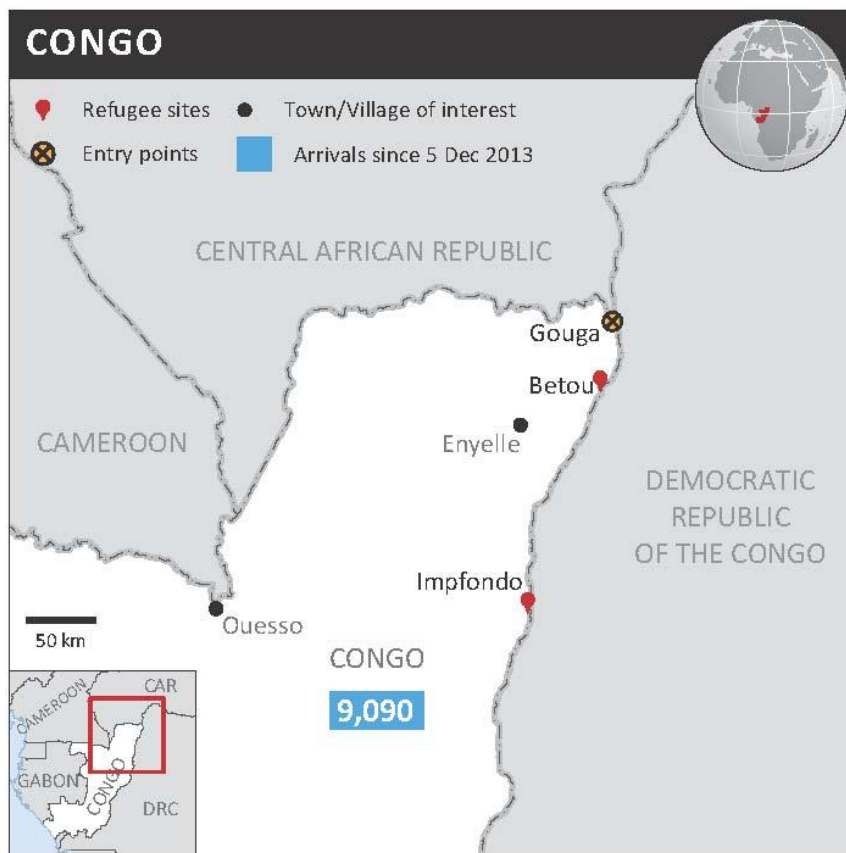 CONGO
Refugee sites
Town/Village of interest
Entry points
Arrivals since 5 Dec 2013
CENTRAL AFRICAN REPUBLIC
Gouga
Betou
CAMEROON
Enyelle
DEMOCRATIC
REPUBLIC
OF THE CONGO
Impfondo
Ouesso
50 km
CONGO
9,090
CAMEROON
CAR
GABON
CONGO
DRC